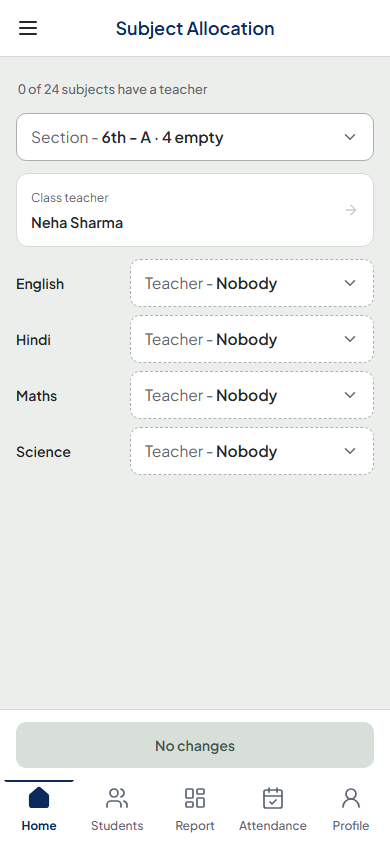 Subject Allocation
0 of 24 subjects have a teacher
Section - 6th - A · 4 empty
Class teacher
Neha Sharma
English
Teacher - Nobody
Hindi
Teacher - Nobody
Maths
Teacher - Nobody
Science
Teacher - Nobody
No changes
Home
Students
Report
Attendance
Profile